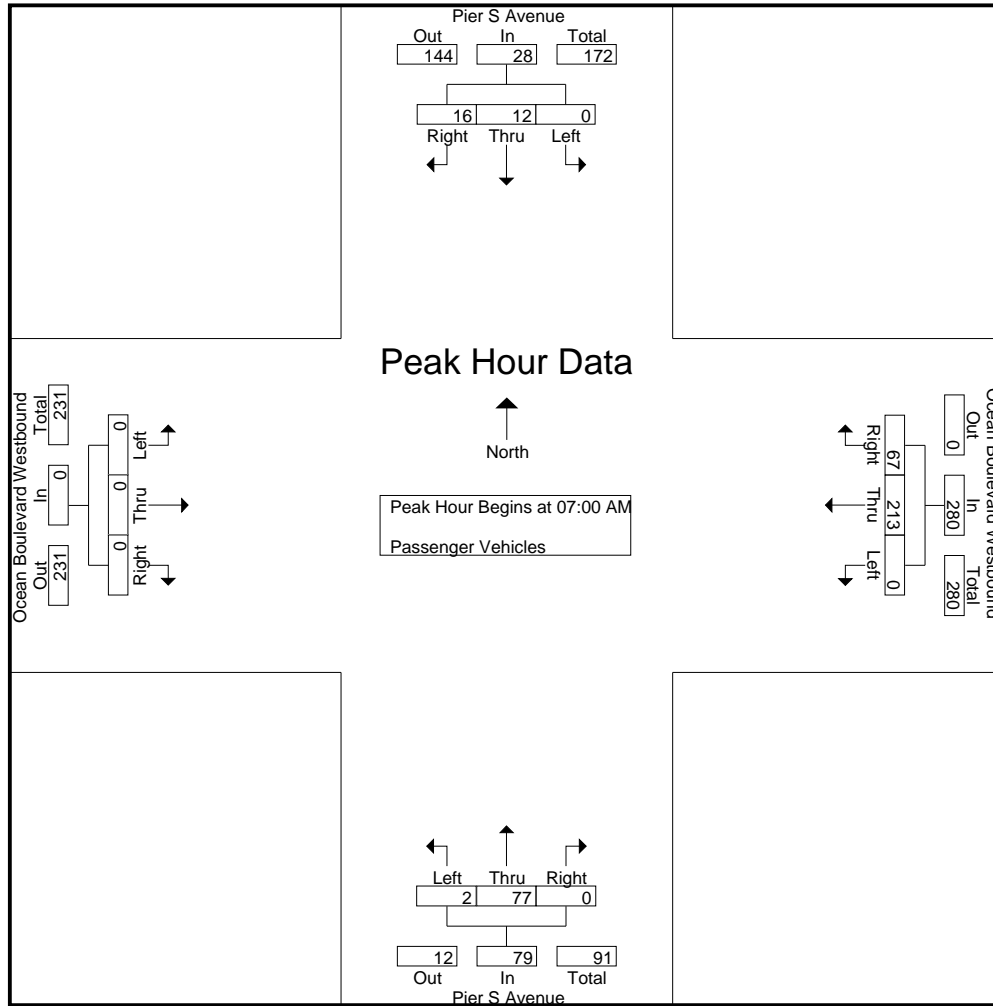 Pier S Avenue
Out In Total
144 28 172
16 12 0
Right Thru Left
Peak Hour Data
North
Peak Hour Begins at 07:00 AM
Passenger Vehicles
Ocean Boulevard Westbound
Total In Out
231 0 231
0 0 0
Left Thru Right
Ocean Boulevard Westbound
Out In Total
0 280 280
67 213 0
Right Thru Left
Left Thru Right
2 77 0
12 79 91
Out In Total
Pier S Avenue